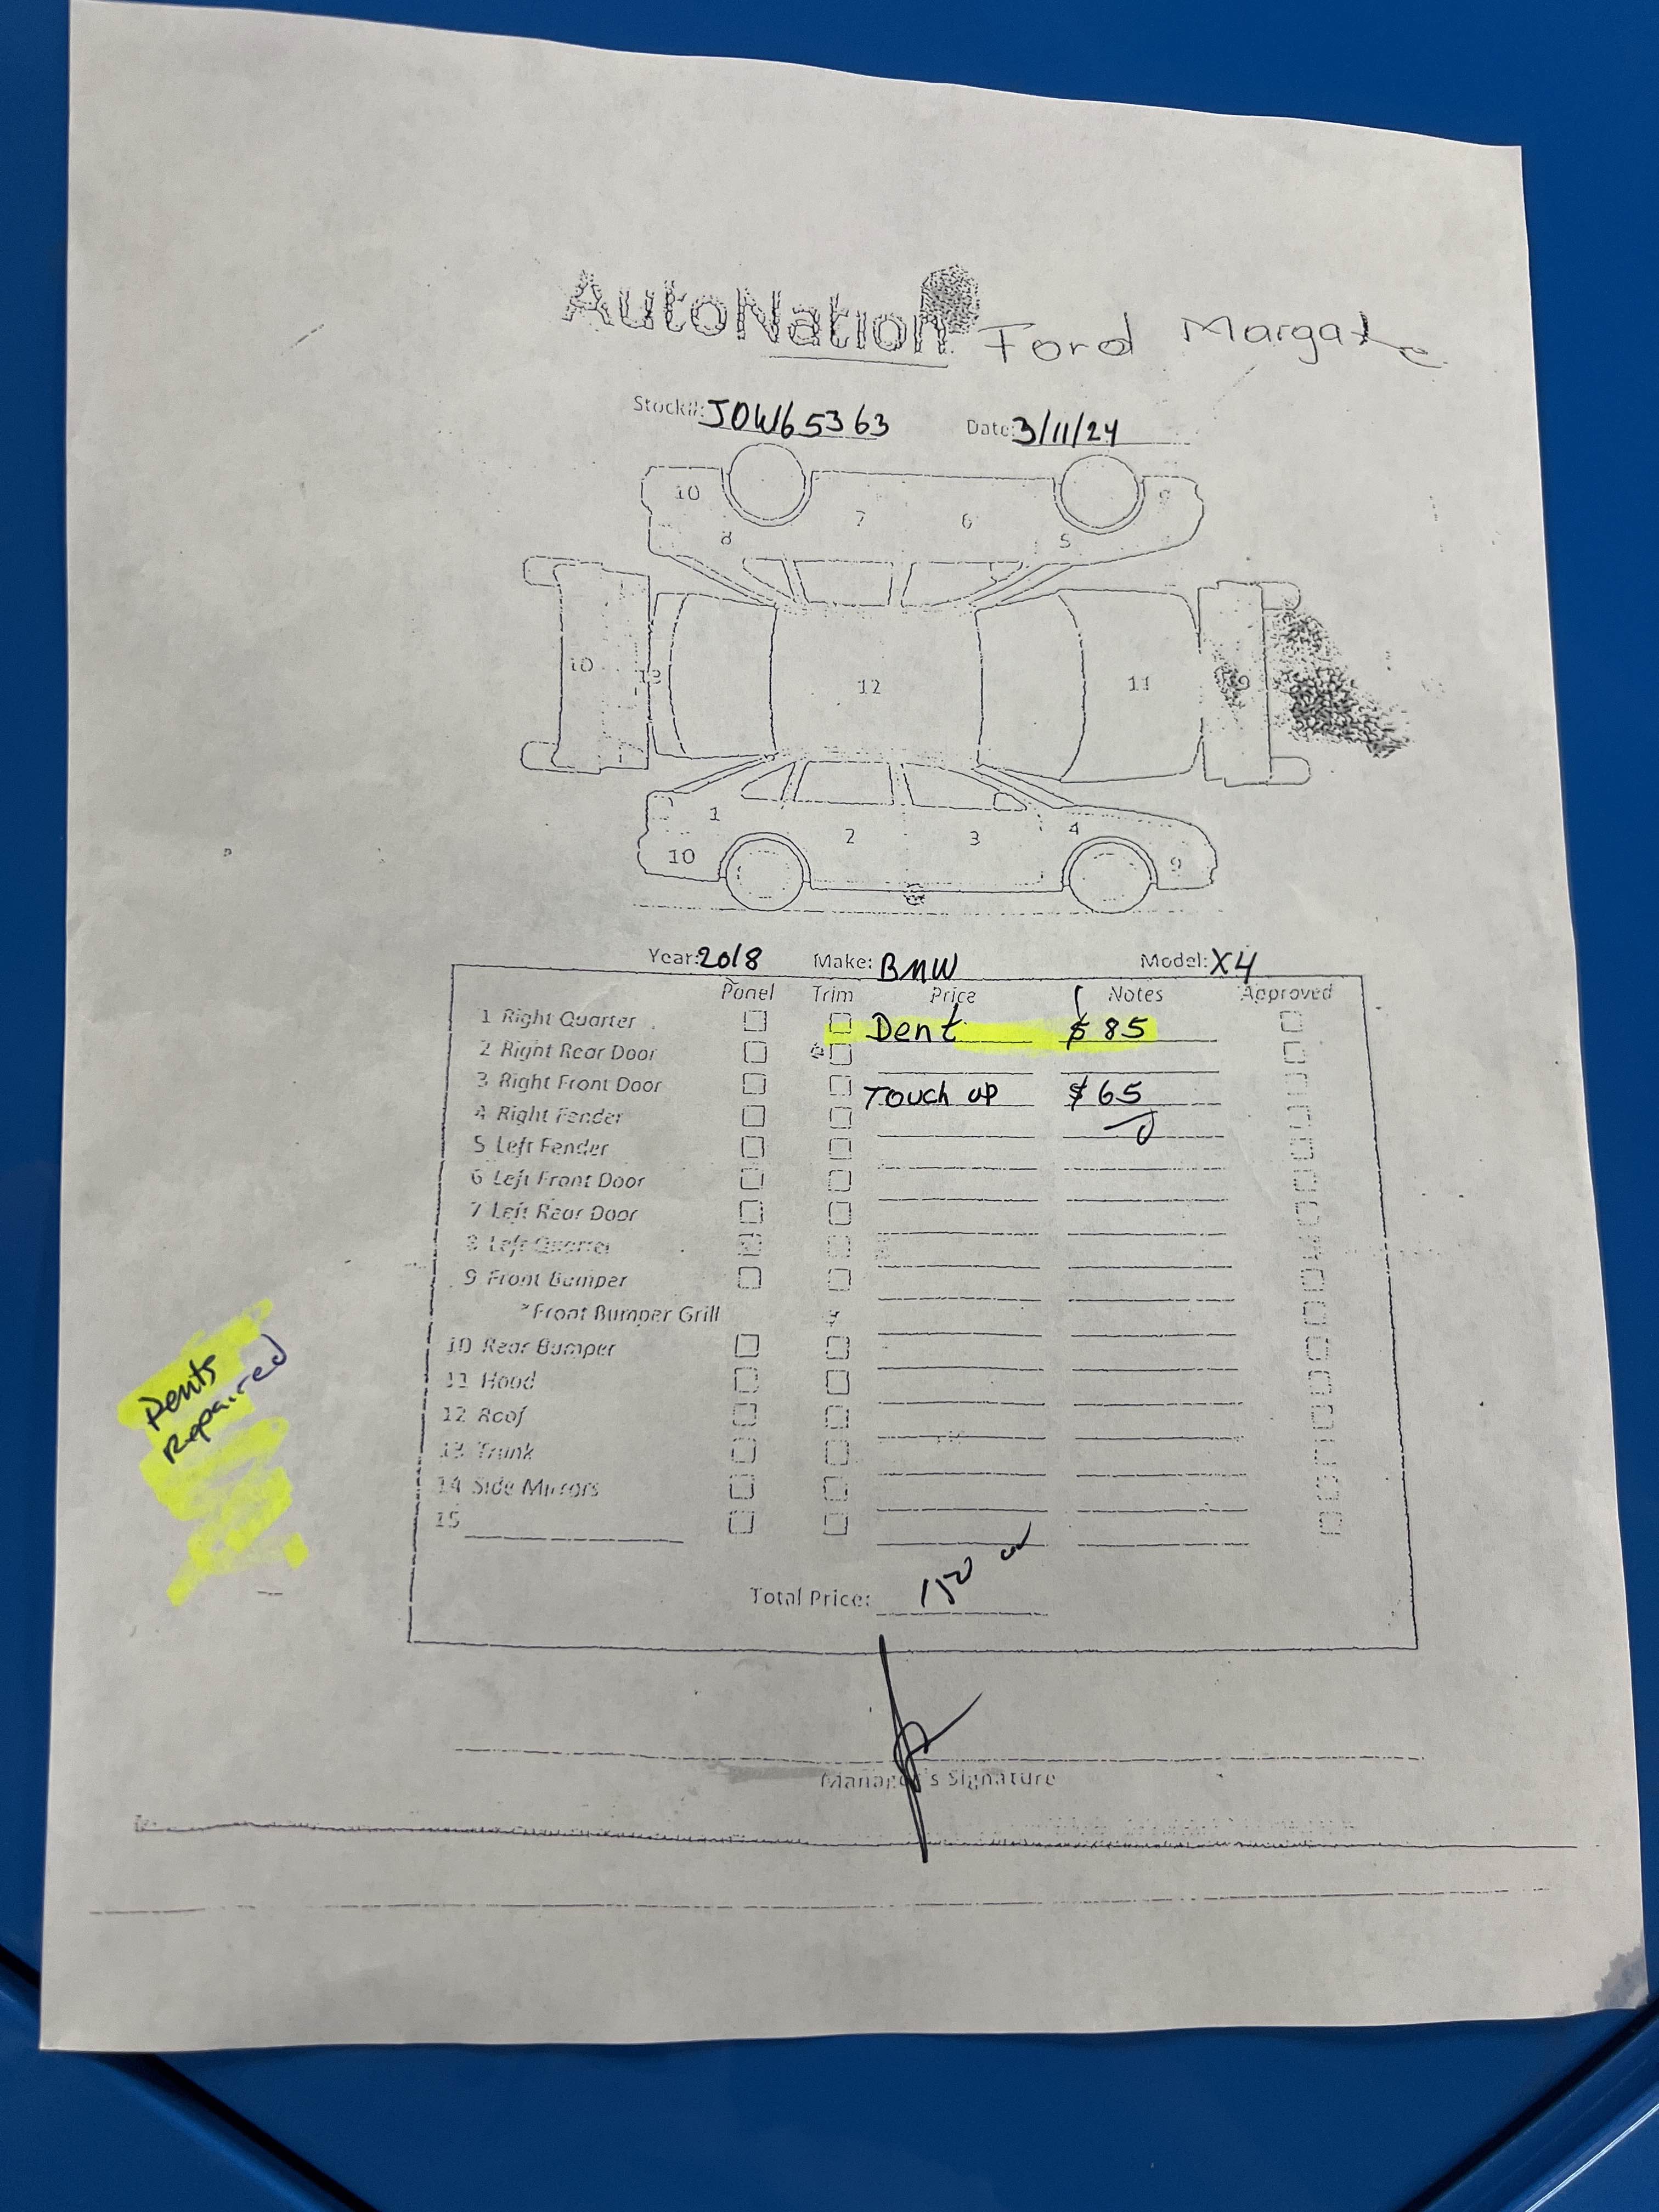 AutoNation Ford Margate
Stock#: J0W65363 Date: 3/11/24
10 7 6 9
8 5
10 13 12 11 9
1 2 3 4
10 9
Year: 2018 Make: BMW Model: X4
Panel Trim Price Notes Approved
1 Right Quarter Dent $85
2 Right Rear Door
3 Right Front Door Touch up $65
4 Right Fender
5 Left Fender
6 Left Front Door
7 Left Rear Door
8 Left Quarter
9 Front Bumper
*Front Bumper Grill
10 Rear Bumper
11 Hood
12 Roof
13 Trunk
14 Side Mirrors
15
Dents
Repaired
Total Price: 150
Manager's Signature